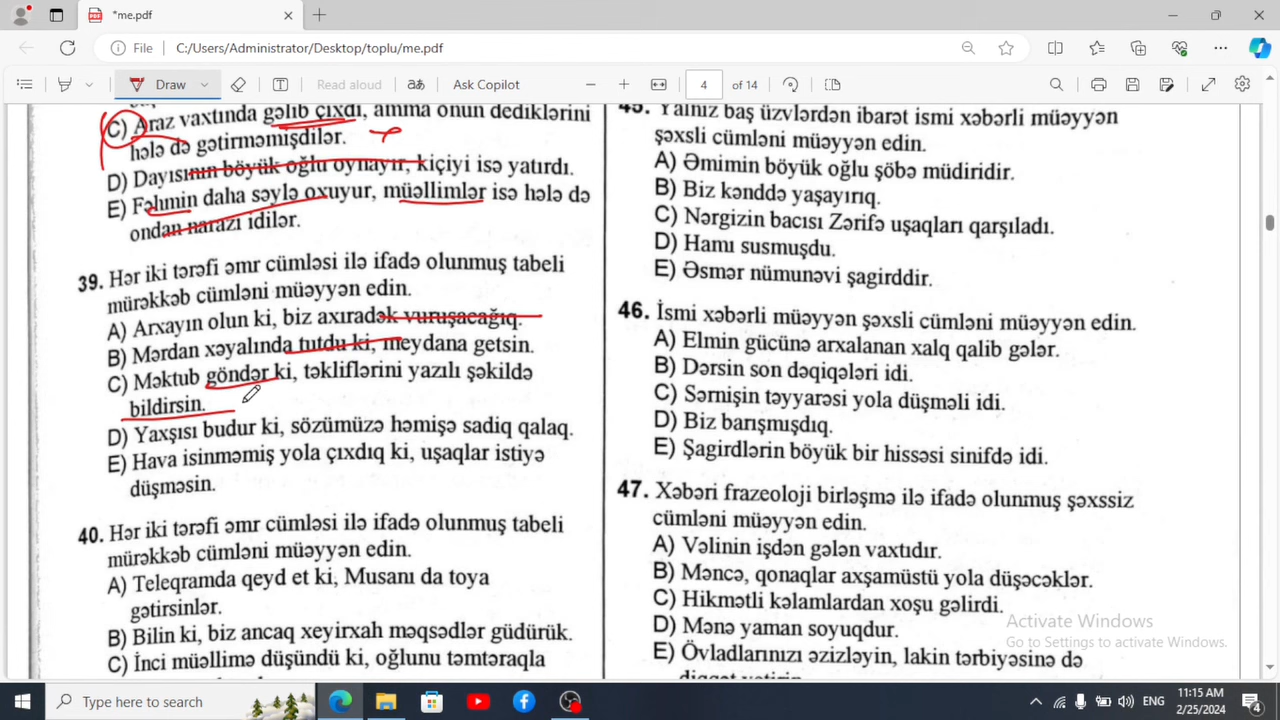 *me.pdf
File
C:/Users/Administrator/Desktop/toplu/me.pdf
Draw
Read aloud
aあ
Ask Copilot
4
of 14
C) Araz vaxtında gəlib çıxdı, amma onun dediklərini
hələ də gətirməmişdilər.
D) Dayısının böyük oğlu oynayır, kiçiyi isə yatırdı.
E) Fəhmin daha səylə oxuyur, müəllimlər isə hələ də
ondan narazı idilər.
39. Hər iki tərəfi əmr cümləsi ilə ifadə olunmuş tabeli
mürəkkəb cümləni müəyyən edin.
A) Arxayın olun ki, biz axıradək vuruşacağıq.
B) Mərdan xəyalında tutdu ki, meydana getsin.
C) Məktub göndər ki, təkliflərini yazılı şəkildə
bildirsin.
D) Yaxşısı budur ki, sözümüzə həmişə sadiq qalaq.
E) Hava isinməmiş yola çıxdıq ki, uşaqlar istiyə
düşməsin.
40. Hər iki tərəfi əmr cümləsi ilə ifadə olunmuş tabeli
mürəkkəb cümləni müəyyən edin.
A) Teleqramda qeyd et ki, Musanı da toya
gətirsinlər.
B) Bilin ki, biz ancaq xeyirxah məqsədlər güdürük.
C) İnci müəllimə düşündü ki, oğlunu təmtəraqla
45. Yalnız baş üzvlərdən ibarət ismi xəbərli müəyyən
şəxsli cümləni müəyyən edin.
A) Əmimin böyük oğlu şöbə müdiridir.
B) Biz kənddə yaşayırıq.
C) Nərgizin bacısı Zərifə uşaqları qarşıladı.
D) Hamı susmuşdu.
E) Əsmər nümunəvi şagirddir.
46. İsmi xəbərli müəyyən şəxsli cümləni müəyyən edin.
A) Elmin gücünə arxalanan xalq qalib gələr.
B) Dərsin son dəqiqələri idi.
C) Sərnişin təyyarəsi yola düşməli idi.
D) Biz barışmışdıq.
E) Şagirdlərin böyük bir hissəsi sinifdə idi.
47. Xəbəri frazeoloji birləşmə ilə ifadə olunmuş şəxssiz
cümləni müəyyən edin.
A) Vəlinin işdən gələn vaxtıdır.
B) Məncə, qonaqlar axşamüstü yola düşəcəklər.
C) Hikmətli kəlamlardan xoşu gəlirdi.
D) Mənə yaman soyuqdur.
E) Övladlarınızı əzizləyin, lakin tərbiyəsinə də
Activate Windows
Go to Settings to activate Windows.
Type here to search
ENG
11:15 AM
2/25/2024
4